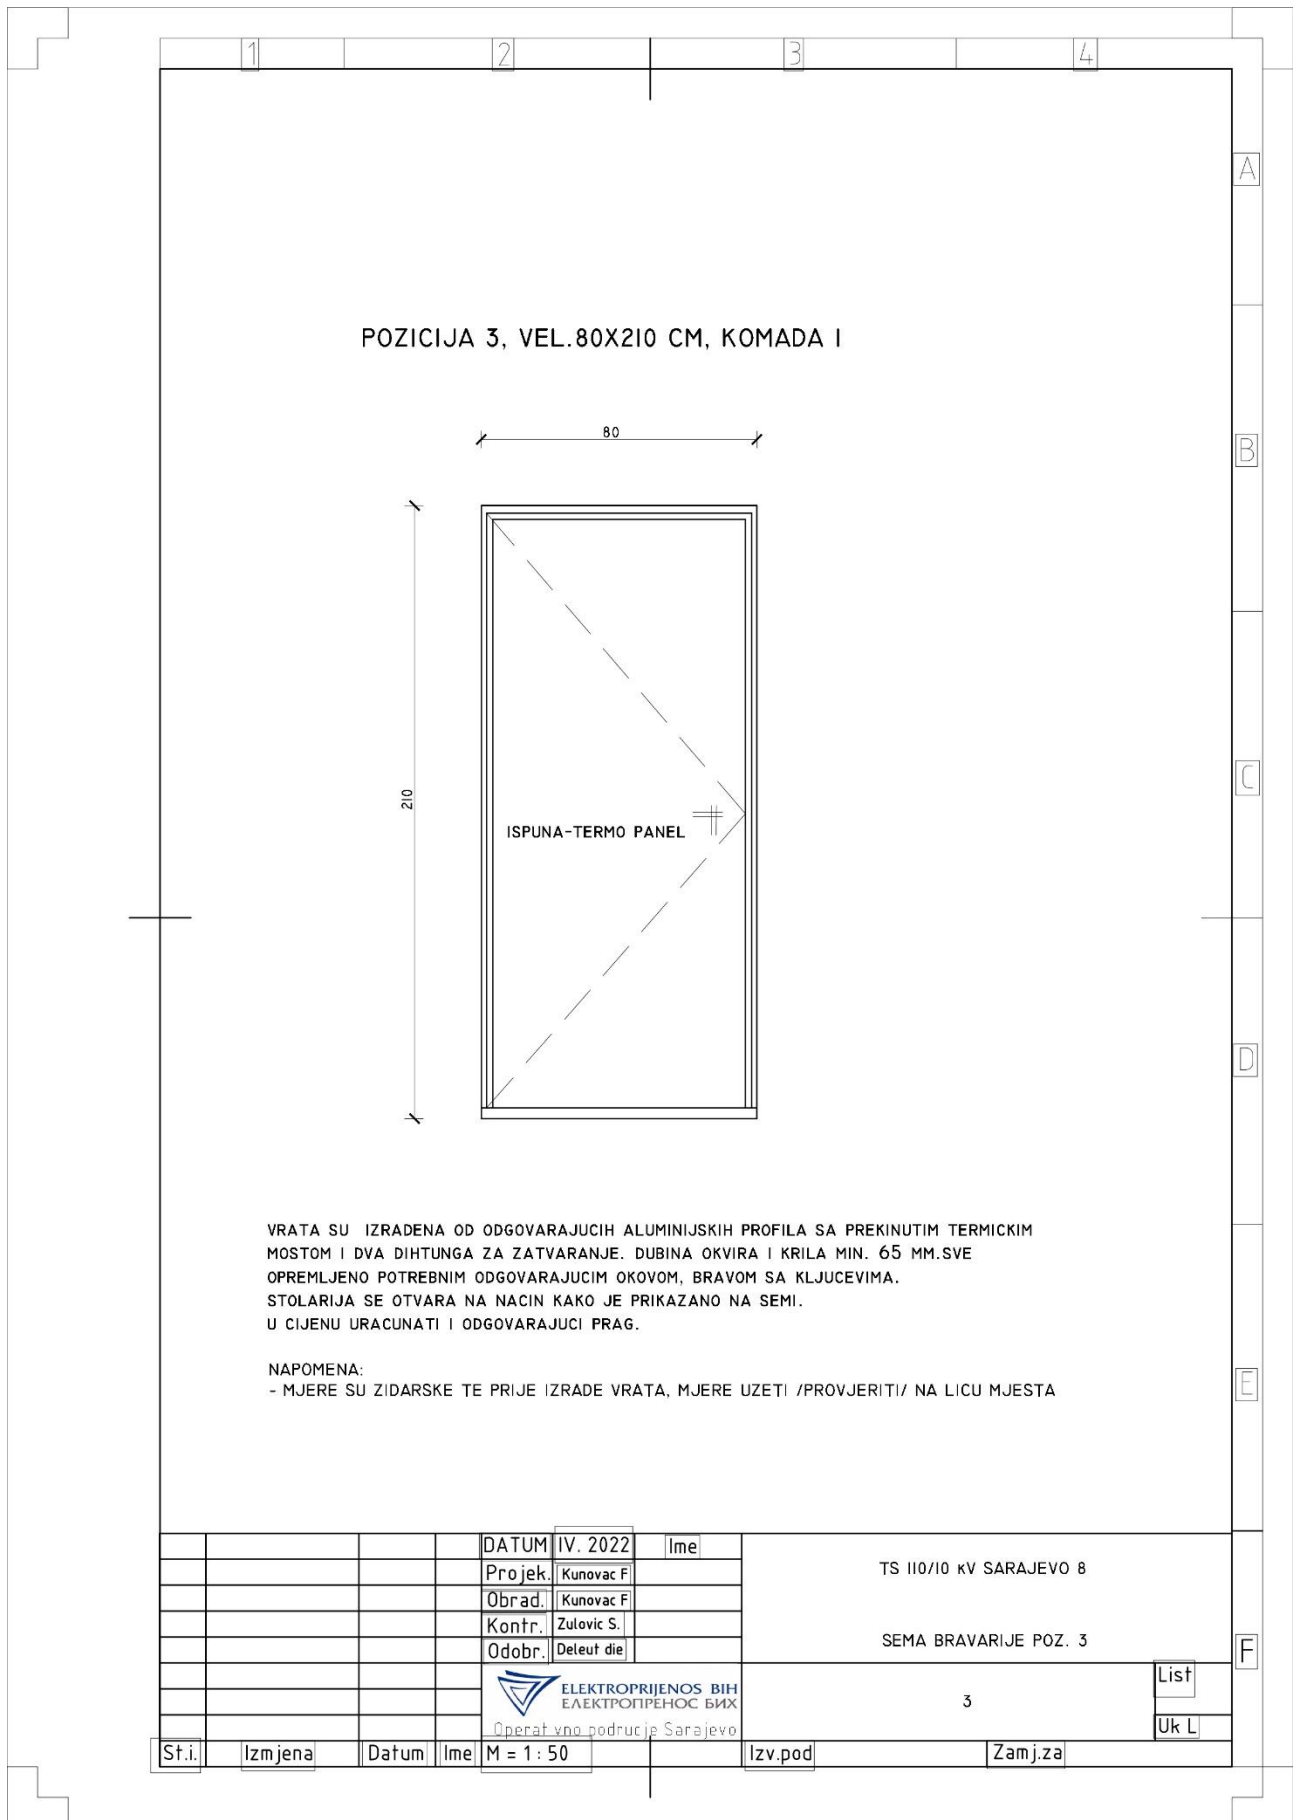 1 2 3 4
A
POZICIJA 3, VEL.80X210 CM, KOMADA 1
80
B
210
C
ISPUNA-TERMO PANEL
D
VRATA SU IZRADENA OD ODGOVARAJUCIH ALUMINIJSKIH PROFILA SA PREKINUTIM TERMICKIM
MOSTOM I DVA DIHTUNGA ZA ZATVARANJE. DUBINA OKVIRA I KRILA MIN. 65 MM.SVE
OPREMLJENO POTREBNIM ODGOVARAJUCIM OKOVOM, BRAVOM SA KLJUCEVIMA.
STOLARIJA SE OTVARA NA NACIN KAKO JE PRIKAZANO NA SEMI.
U CIJENU URACUNATI I ODGOVARAJUCI PRAG.
NAPOMENA:
- MJERE SU ZIDARSKE TE PRIJE IZRADE VRATA, MJERE UZETI /PROVJERITI/ NA LICU MJESTA
E
DATUM IV. 2022 Ime
Projek. Kunovac F
Obrad. Kunovac F
Kontr. Zulovic S.
Odobr. Deleut die
TS 110/10 KV SARAJEVO 8
SEMA BRAVARIJE POZ. 3
F
ELEKTROPRIJENOS BIH
ЕЛЕКТРОПРЕНОС БИХ
Operat vno podrucje Sarajevo
3
List
Uk L
St.i. Izmjena Datum Ime M = 1 : 50 Izv.pod Zamj.za